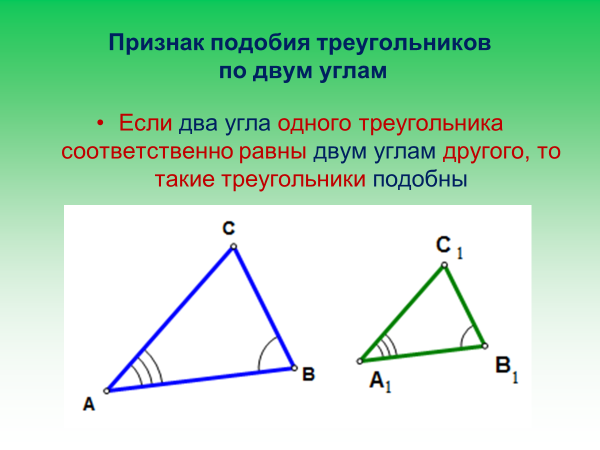 Признак подобия треугольников
по двум углам
• Если два угла одного треугольника
соответственно равны двум углам другого, то
такие треугольники подобны
C
A
B
C 1
A1
B1